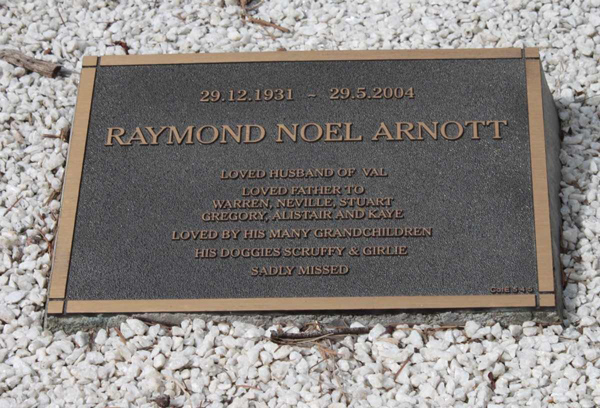 29.12.1931 - 29.5.2004
RAYMOND NOEL ARNOTT
LOVED HUSBAND OF VAL
LOVED FATHER TO
WARREN, NEVILLE, STUART
GREGORY, ALISTAIR AND KAYE
LOVED BY HIS MANY GRANDCHILDREN
HIS DOGGIES SCRUFFY & GIRLIE
SADLY MISSED